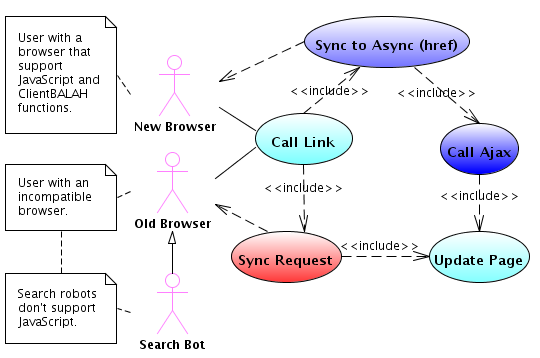 User with a
browser that
support
JavaScript and
ClientBALAH
functions.
New Browser
Sync to Async (href)
<<include>>
<<include>>
Call Link
Call Ajax
User with an
incompatible
browser.
Old Browser
<<include>>
<<include>>
Sync Request
<<include>>
Update Page
Search robots
don't support
JavaScript.
Search Bot